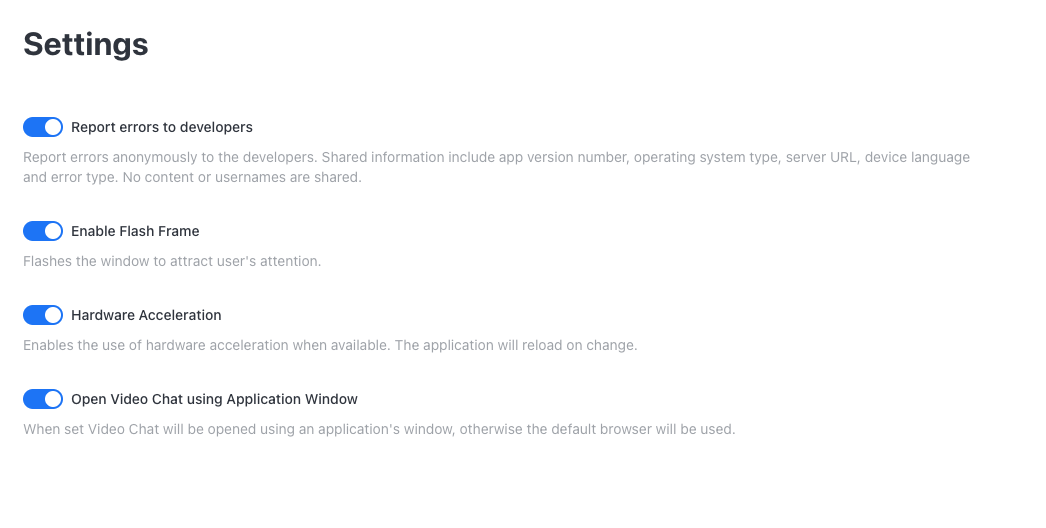 Settings
Report errors to developers
Report errors anonymously to the developers. Shared information include app version number, operating system type, server URL, device language
and error type. No content or usernames are shared.
Enable Flash Frame
Flashes the window to attract user's attention.
Hardware Acceleration
Enables the use of hardware acceleration when available. The application will reload on change.
Open Video Chat using Application Window
When set Video Chat will be opened using an application's window, otherwise the default browser will be used.